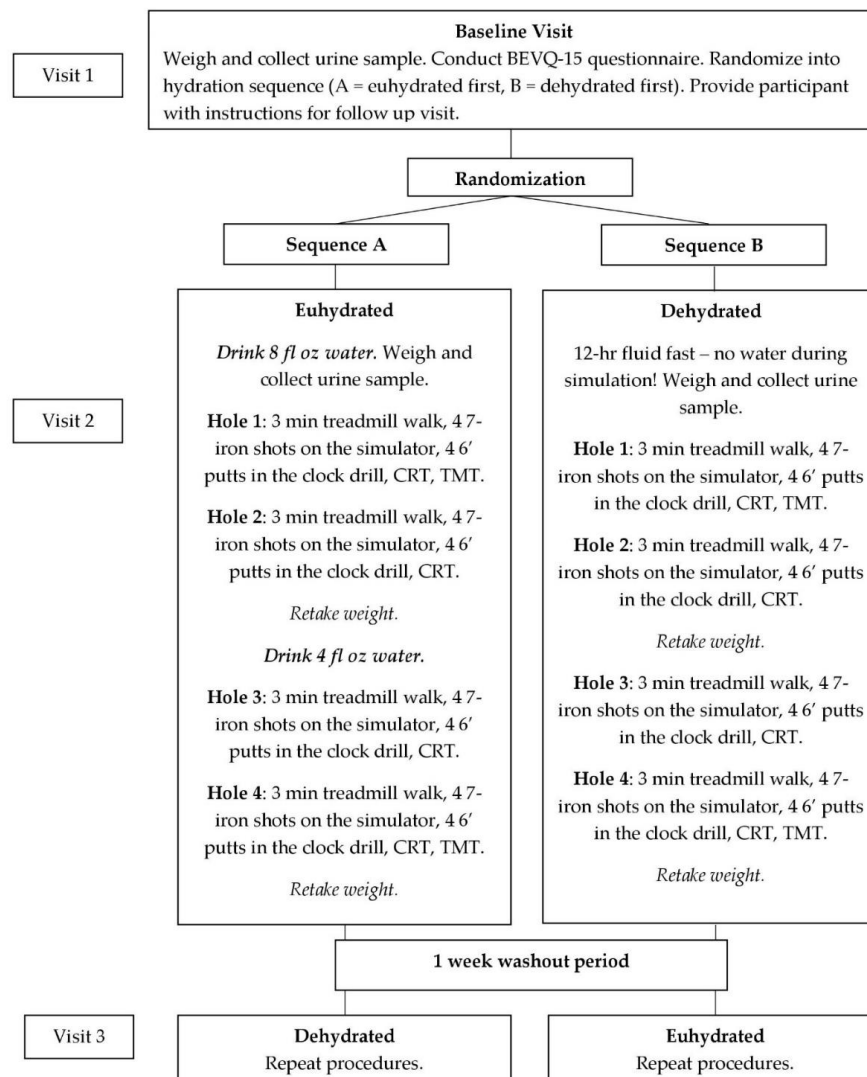 Baseline Visit
Visit 1
Weigh and collect urine sample. Conduct BEVQ-15 questionnaire. Randomize into
hydration sequence (A = euhydrated first, B = dehydrated first). Provide participant
with instructions for follow up visit.
Randomization
Sequence A
Sequence B
Visit 2
Euhydrated
Drink 8 fl oz water. Weigh and
collect urine sample.
Hole 1: 3 min treadmill walk, 4 7-
iron shots on the simulator, 4 6′
putts in the clock drill, CRT, TMT.
Hole 2: 3 min treadmill walk, 4 7-
iron shots on the simulator, 4 6′
putts in the clock drill, CRT.
Retake weight.
Drink 4 fl oz water.
Hole 3: 3 min treadmill walk, 4 7-
iron shots on the simulator, 4 6′
putts in the clock drill, CRT.
Hole 4: 3 min treadmill walk, 4 7-
iron shots on the simulator, 4 6′
putts in the clock drill, CRT, TMT.
Retake weight.
Dehydrated
12-hr fluid fast – no water during
simulation! Weigh and collect urine
sample.
Hole 1: 3 min treadmill walk, 4 7-
iron shots on the simulator, 4 6′ putts
in the clock drill, CRT, TMT.
Hole 2: 3 min treadmill walk, 4 7-
iron shots on the simulator, 4 6′ putts
in the clock drill, CRT.
Retake weight.
Hole 3: 3 min treadmill walk, 4 7-
iron shots on the simulator, 4 6′ putts
in the clock drill, CRT.
Hole 4: 3 min treadmill walk, 4 7-
iron shots on the simulator, 4 6′ putts
in the clock drill, CRT, TMT.
Retake weight.
1 week washout period
Visit 3
Dehydrated
Repeat procedures.
Euhydrated
Repeat procedures.